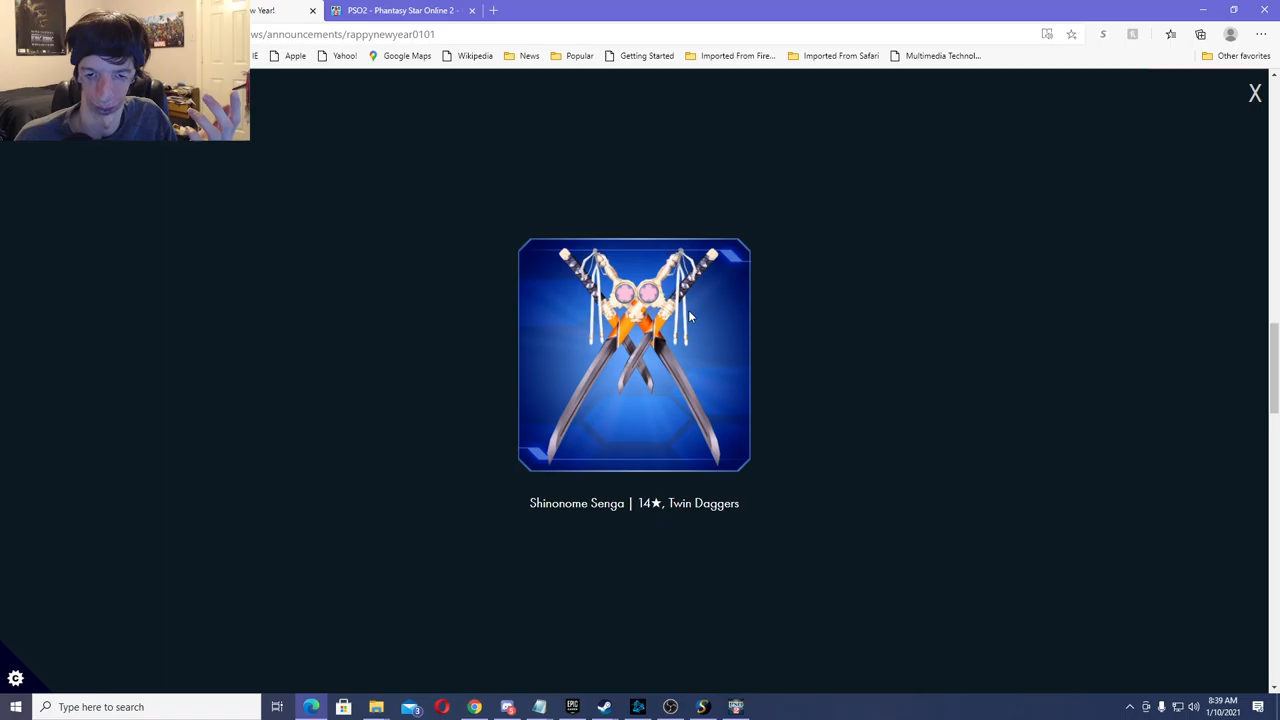 w Year!
PSO2 - Phantasy Star Online 2 -
ws/announcements/rappynewyear0101
IE
Apple
Yahoo!
Google Maps
Wikipedia
News
Popular
Getting Started
Imported From Fire...
Imported From Safari
Multimedia Technol...
Other favorites
X
Shinonome Senga | 14★, Twin Daggers
Type here to search
3
8:39 AM
1/10/2021